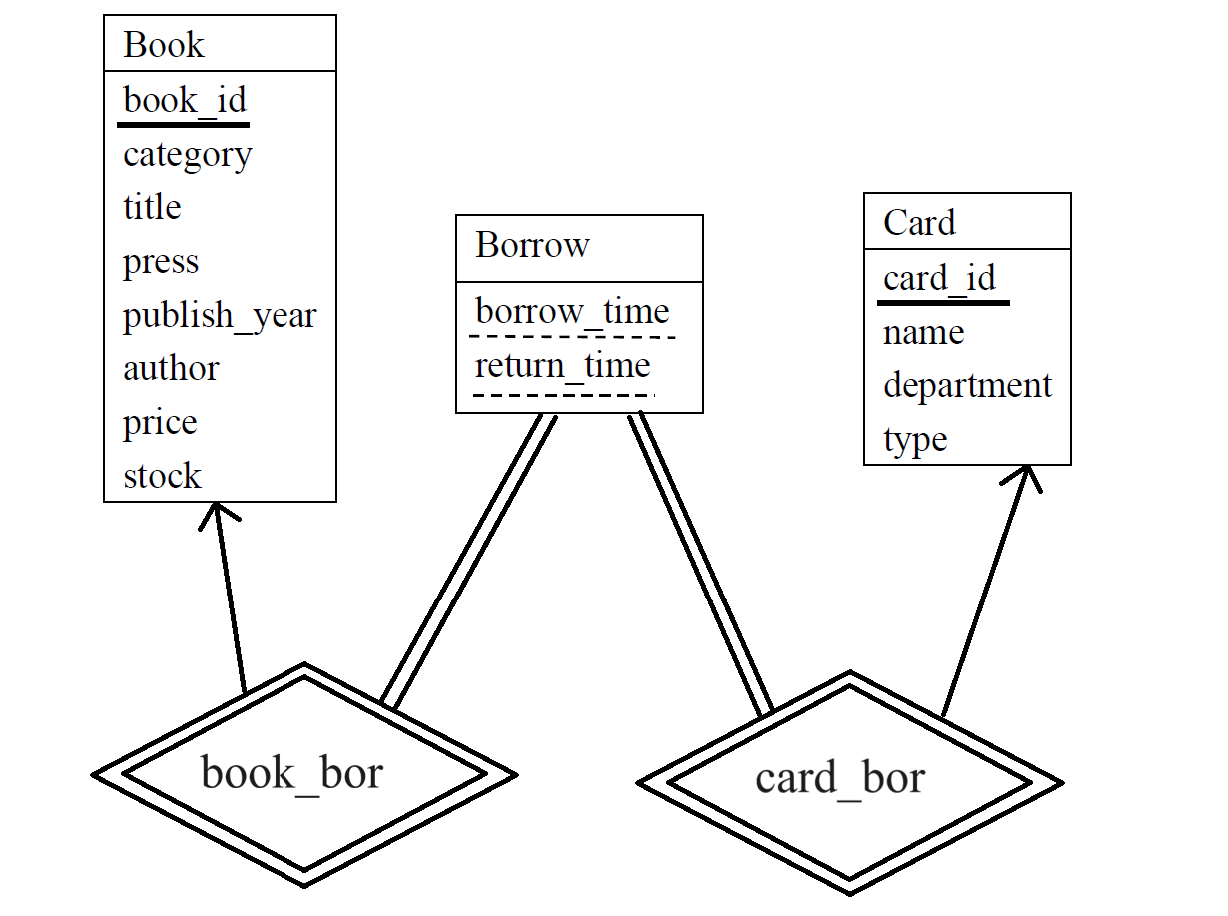 Book
book_id
category
title
press
publish_year
author
price
stock
Borrow
borrow_time
return_time
Card
card_id
name
department
type
book_bor
card_bor